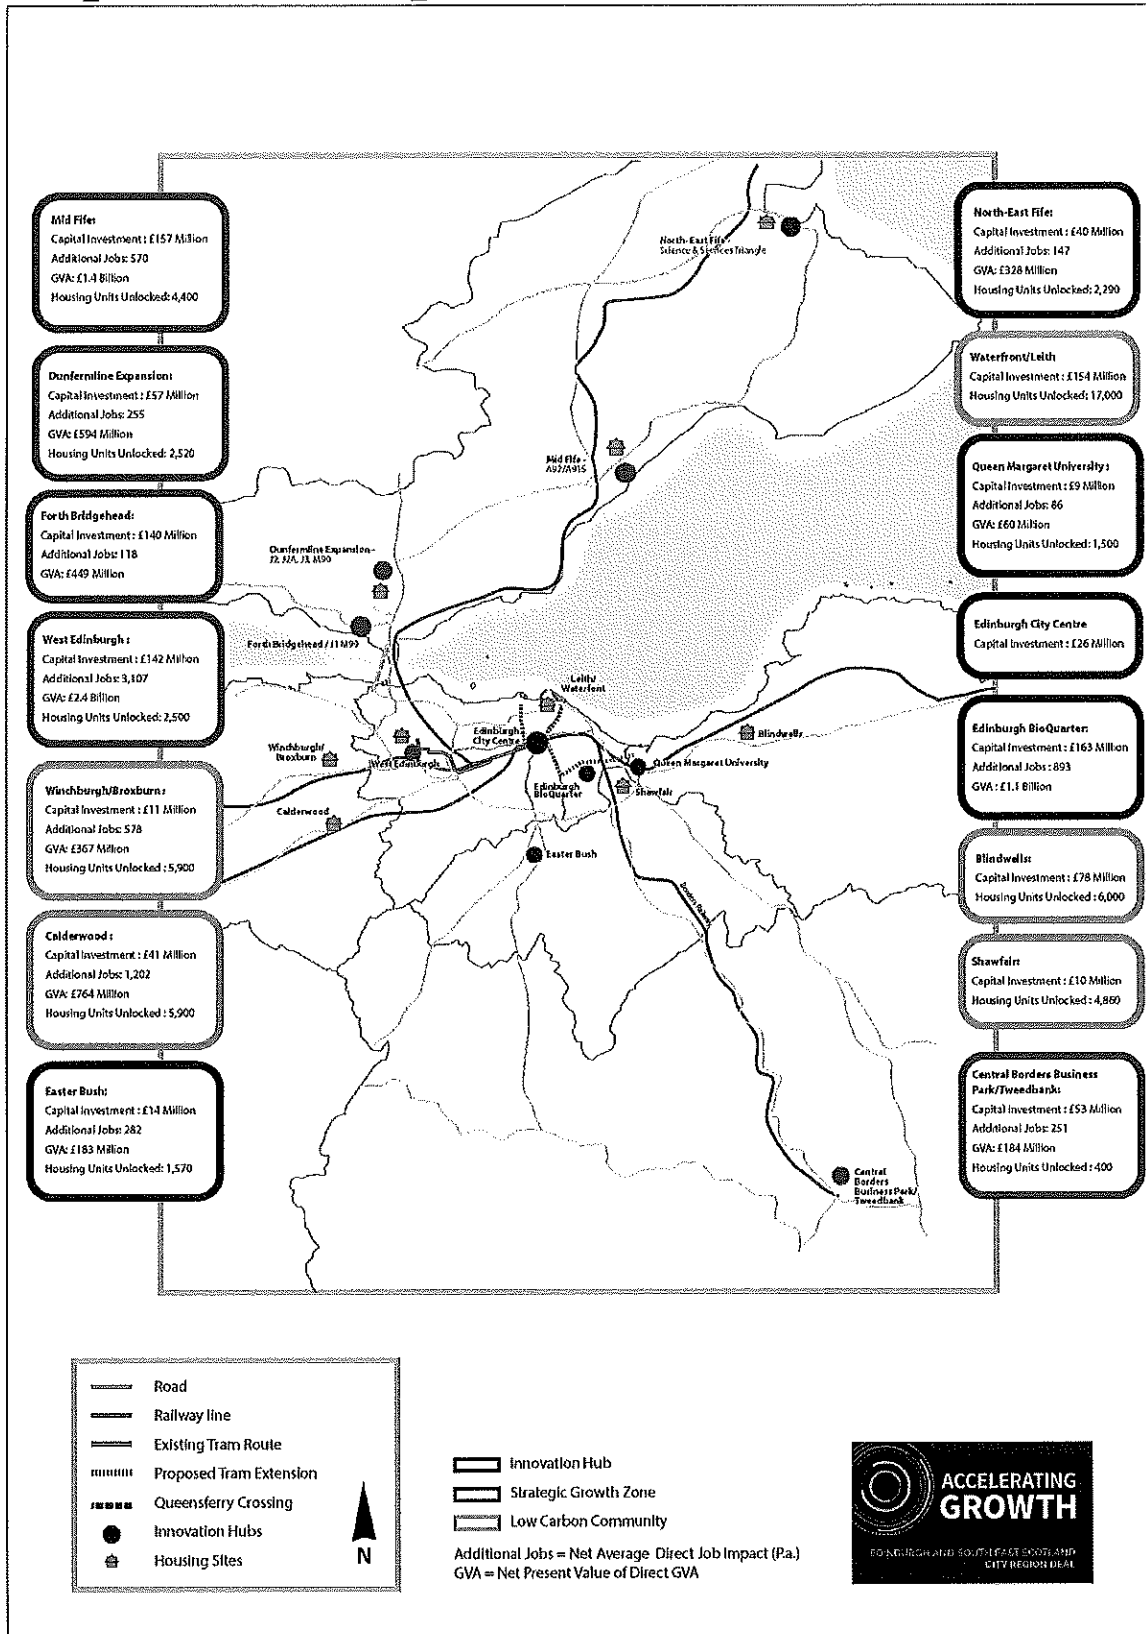 Mid Fife:
Capital Investment : £157 Million
Additional Jobs: 570
GVA: £1.4 Billion
Housing Units Unlocked: 4,400
Dunfermline Expansion:
Capital Investment : £57 Million
Additional Jobs: 255
GVA: £594 Million
Housing Units Unlocked: 2,520
Forth Bridgehead:
Capital Investment : £140 Million
Additional Jobs: 118
GVA: £449 Million
West Edinburgh :
Capital Investment : £142 Million
Additional Jobs: 3,107
GVA: £2.4 Billion
Housing Units Unlocked: 2,500
Winchburgh/Broxburn :
Capital Investment : £11 Million
Additional Jobs: 578
GVA: £367 Million
Housing Units Unlocked : 5,900
Calderwood :
Capital Investment : £41 Million
Additional Jobs: 1,202
GVA: £764 Million
Housing Units Unlocked : 5,900
Easter Bush:
Capital Investment : £14 Million
Additional Jobs: 282
GVA: £183 Million
Housing Units Unlocked: 1,570
North-East Fife -
Science & Sciences Triangle
Mid Fife -
A92/A915
Dunfermline Expansion -
J2, J2A, J3, M90
Forth Bridgehead / J1M90
Leith/
Waterfont
Edinburgh
City Centre
Winchburgh/
Broxburn
West Edinburgh
Blindwells
Queen Margaret University
Edinburgh
BioQuarter
Shawfair
Calderwood
Easter Bush
Borders Railway
Central
Borders
Business Park/
Tweedbank
North-East Fife:
Capital Investment : £40 Million
Additional Jobs: 147
GVA: £328 Million
Housing Units Unlocked: 2,290
Waterfront/Leith
Capital Investment : £154 Million
Housing Units Unlocked: 17,000
Queen Margaret University :
Capital Investment : £9 Million
Additional Jobs: 86
GVA: £60 Million
Housing Units Unlocked: 1,500
Edinburgh City Centre
Capital Investment : £26 Million
Edinburgh BioQuarter:
Capital Investment : £163 Million
Additional Jobs : 893
GVA : £1.1 Billion
Blindwells:
Capital Investment : £78 Million
Housing Units Unlocked : 6,000
Shawfair:
Capital Investment : £10 Million
Housing Units Unlocked : 4,860
Central Borders Business
Park/Tweedbank:
Capital Investment : £53 Million
Additional Jobs : 251
GVA : £184 Million
Housing Units Unlocked : 400
Road
Railway line
Existing Tram Route
Proposed Tram Extension
Queensferry Crossing
Innovation Hubs
Housing Sites
N
Innovation Hub
Strategic Growth Zone
Low Carbon Community
Additional Jobs = Net Average Direct Job Impact (P.a.)
GVA = Net Present Value of Direct GVA
ACCELERATING
GROWTH
EDINBURGH AND SOUTH EAST SCOTLAND
CITY REGION DEAL